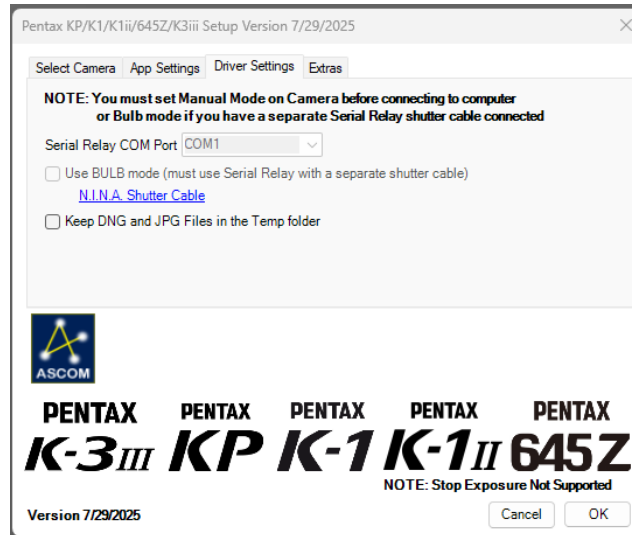 Pentax KP/K1/K1ii/645Z/K3iii Setup Version 7/29/2025
Select Camera App Settings Driver Settings Extras
NOTE: You must set Manual Mode on Camera before connecting to computer
or Bulb mode if you have a separate Serial Relay shutter cable connected
Serial Relay COM Port COM1
Use BULB mode (must use Serial Relay with a separate shutter cable)
N.I.N.A. Shutter Cable
Keep DNG and JPG Files in the Temp folder
ASCOM
PENTAX PENTAX PENTAX PENTAX PENTAX
K-3III KP K-1 K-1II 645Z
NOTE: Stop Exposure Not Supported
Version 7/29/2025 Cancel OK